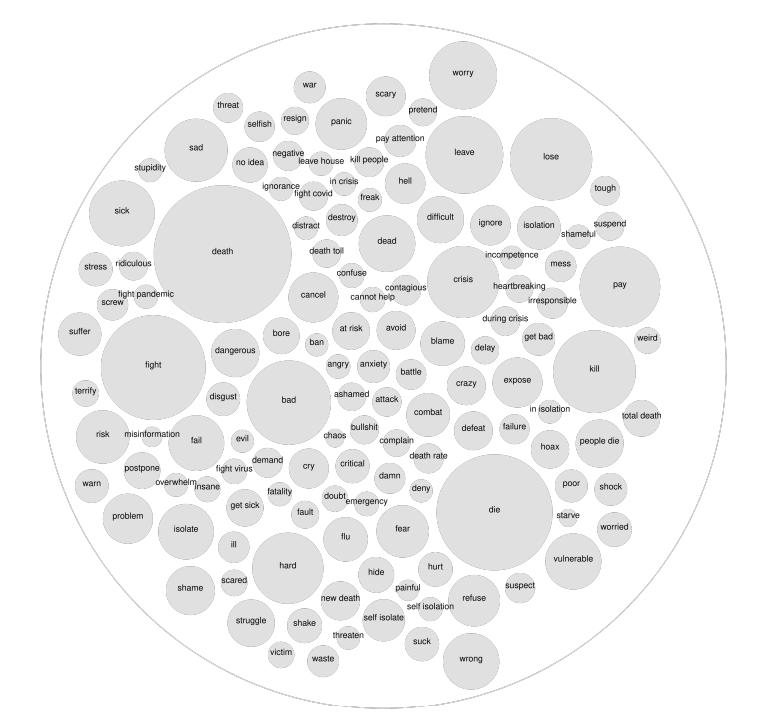 worry
war
scary
threat
pretend
resign
panic
selfish
pay attention
sad
negative
leave
lose
leave house
kill people
no idea
stupidity
in crisis
hell
ignorance
fight covid
tough
freak
sick
difficult
destroy
ignore
distract
isolation
suspend
shameful
dead
death
death toll
incompetence
ridiculous
mess
stress
confuse
crisis
pay
contagious
heartbreaking
fight pandemic
cancel
cannot help
screw
irresponsible
during crisis
suffer
at risk
avoid
bore
get bad
weird
blame
ban
delay
dangerous
fight
angry
anxiety
kill
battle
expose
crazy
terrify
ashamed
disgust
bad
attack
in isolation
combat
total death
bullshit
defeat
failure
risk
misinformation
chaos
evil
fail
complain
people die
hoax
death rate
demand
critical
fight virus
cry
postpone
damn
overwhelm
insane
poor
warn
shock
deny
fatality
doubt
emergency
get sick
die
fault
starve
problem
worried
isolate
fear
flu
ill
vulnerable
hard
hurt
hide
scared
suspect
painful
shame
new death
refuse
self isolation
self isolate
struggle
shake
threaten
suck
victim
waste
wrong